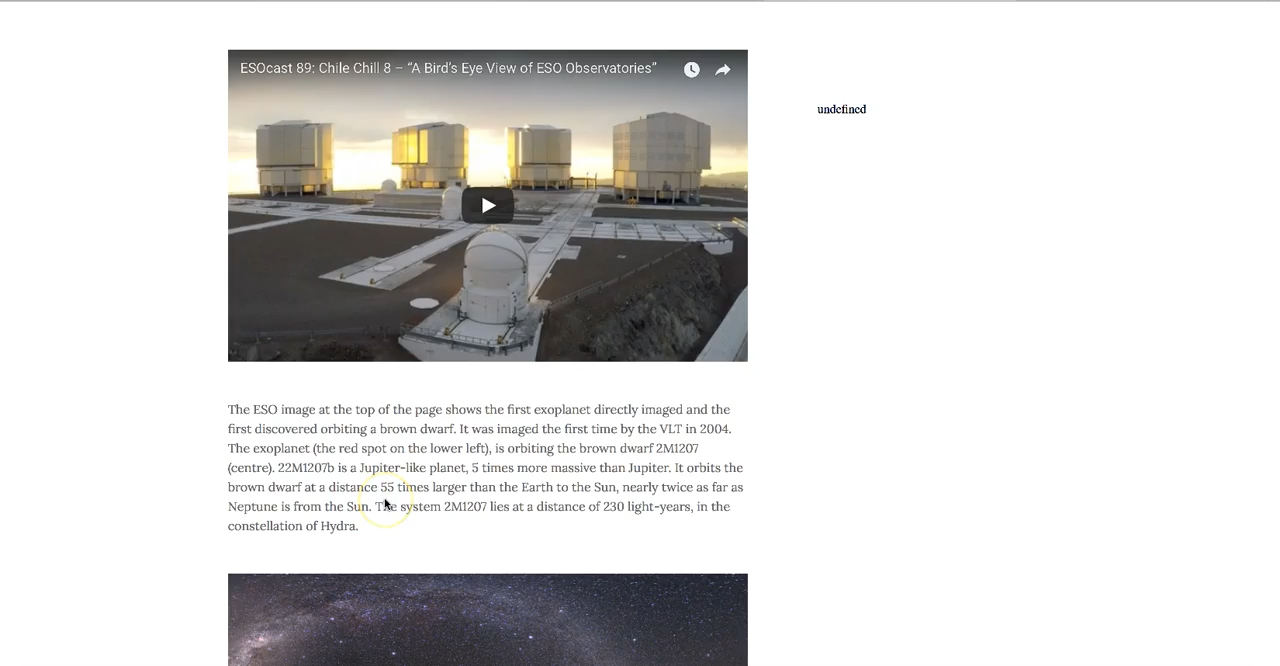 ESOcast 89: Chile Chill 8 – “A Bird’s Eye View of ESO Observatories”
undefined
The ESO image at the top of the page shows the first exoplanet directly imaged and the
first discovered orbiting a brown dwarf. It was imaged the first time by the VLT in 2004.
The exoplanet (the red spot on the lower left), is orbiting the brown dwarf 2M1207
(centre). 22M1207b is a Jupiter-like planet, 5 times more massive than Jupiter. It orbits the
brown dwarf at a distance 55 times larger than the Earth to the Sun, nearly twice as far as
Neptune is from the Sun. The system 2M1207 lies at a distance of 230 light-years, in the
constellation of Hydra.